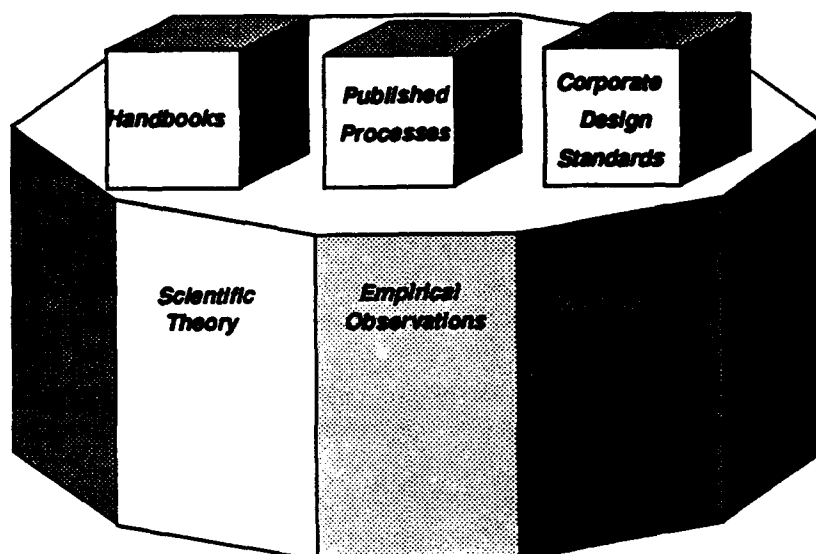 Handbooks
Published
Processes
Corporate
Design
Standards
Scientific
Theory
Empirical
Observations